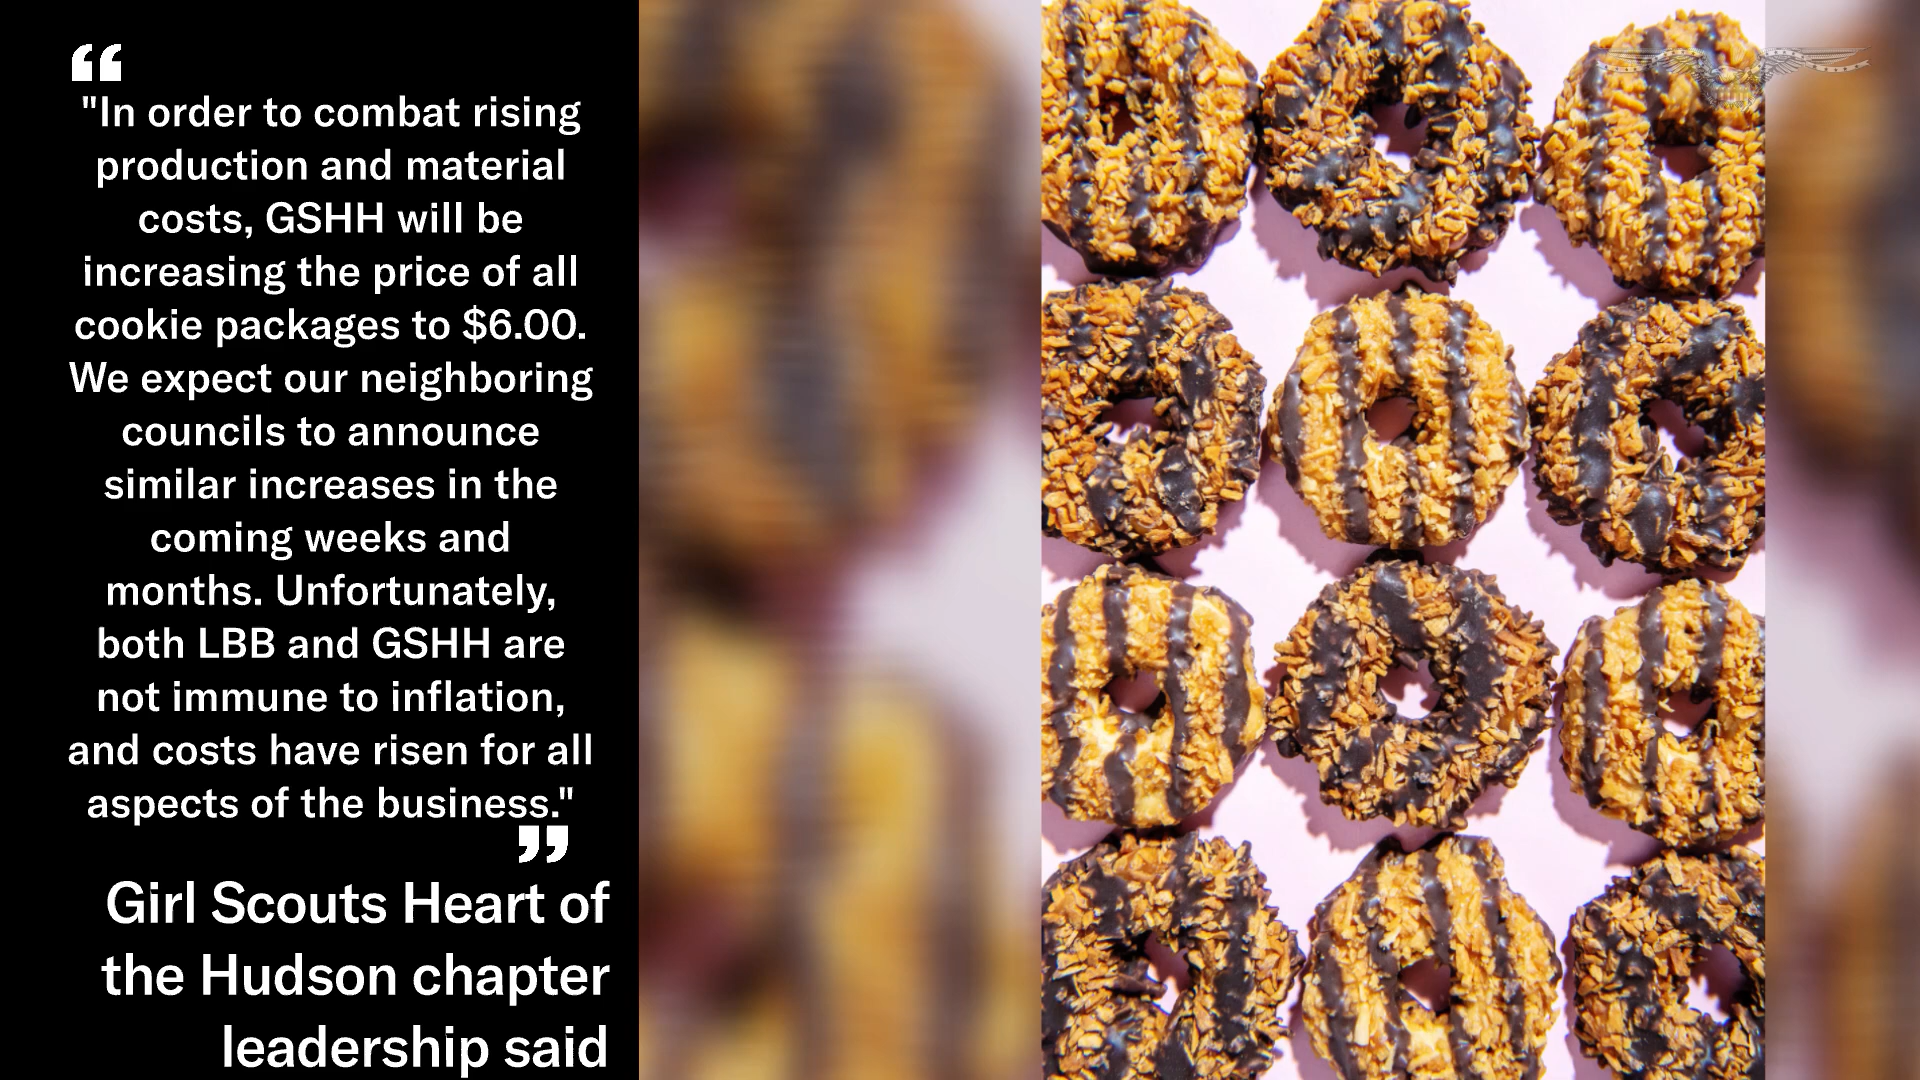 “
"In order to combat rising
production and material
costs, GSHH will be
increasing the price of all
cookie packages to $6.00.
We expect our neighboring
councils to announce
similar increases in the
coming weeks and
months. Unfortunately,
both LBB and GSHH are
not immune to inflation,
and costs have risen for all
aspects of the business."
”
Girl Scouts Heart of
the Hudson chapter
leadership said